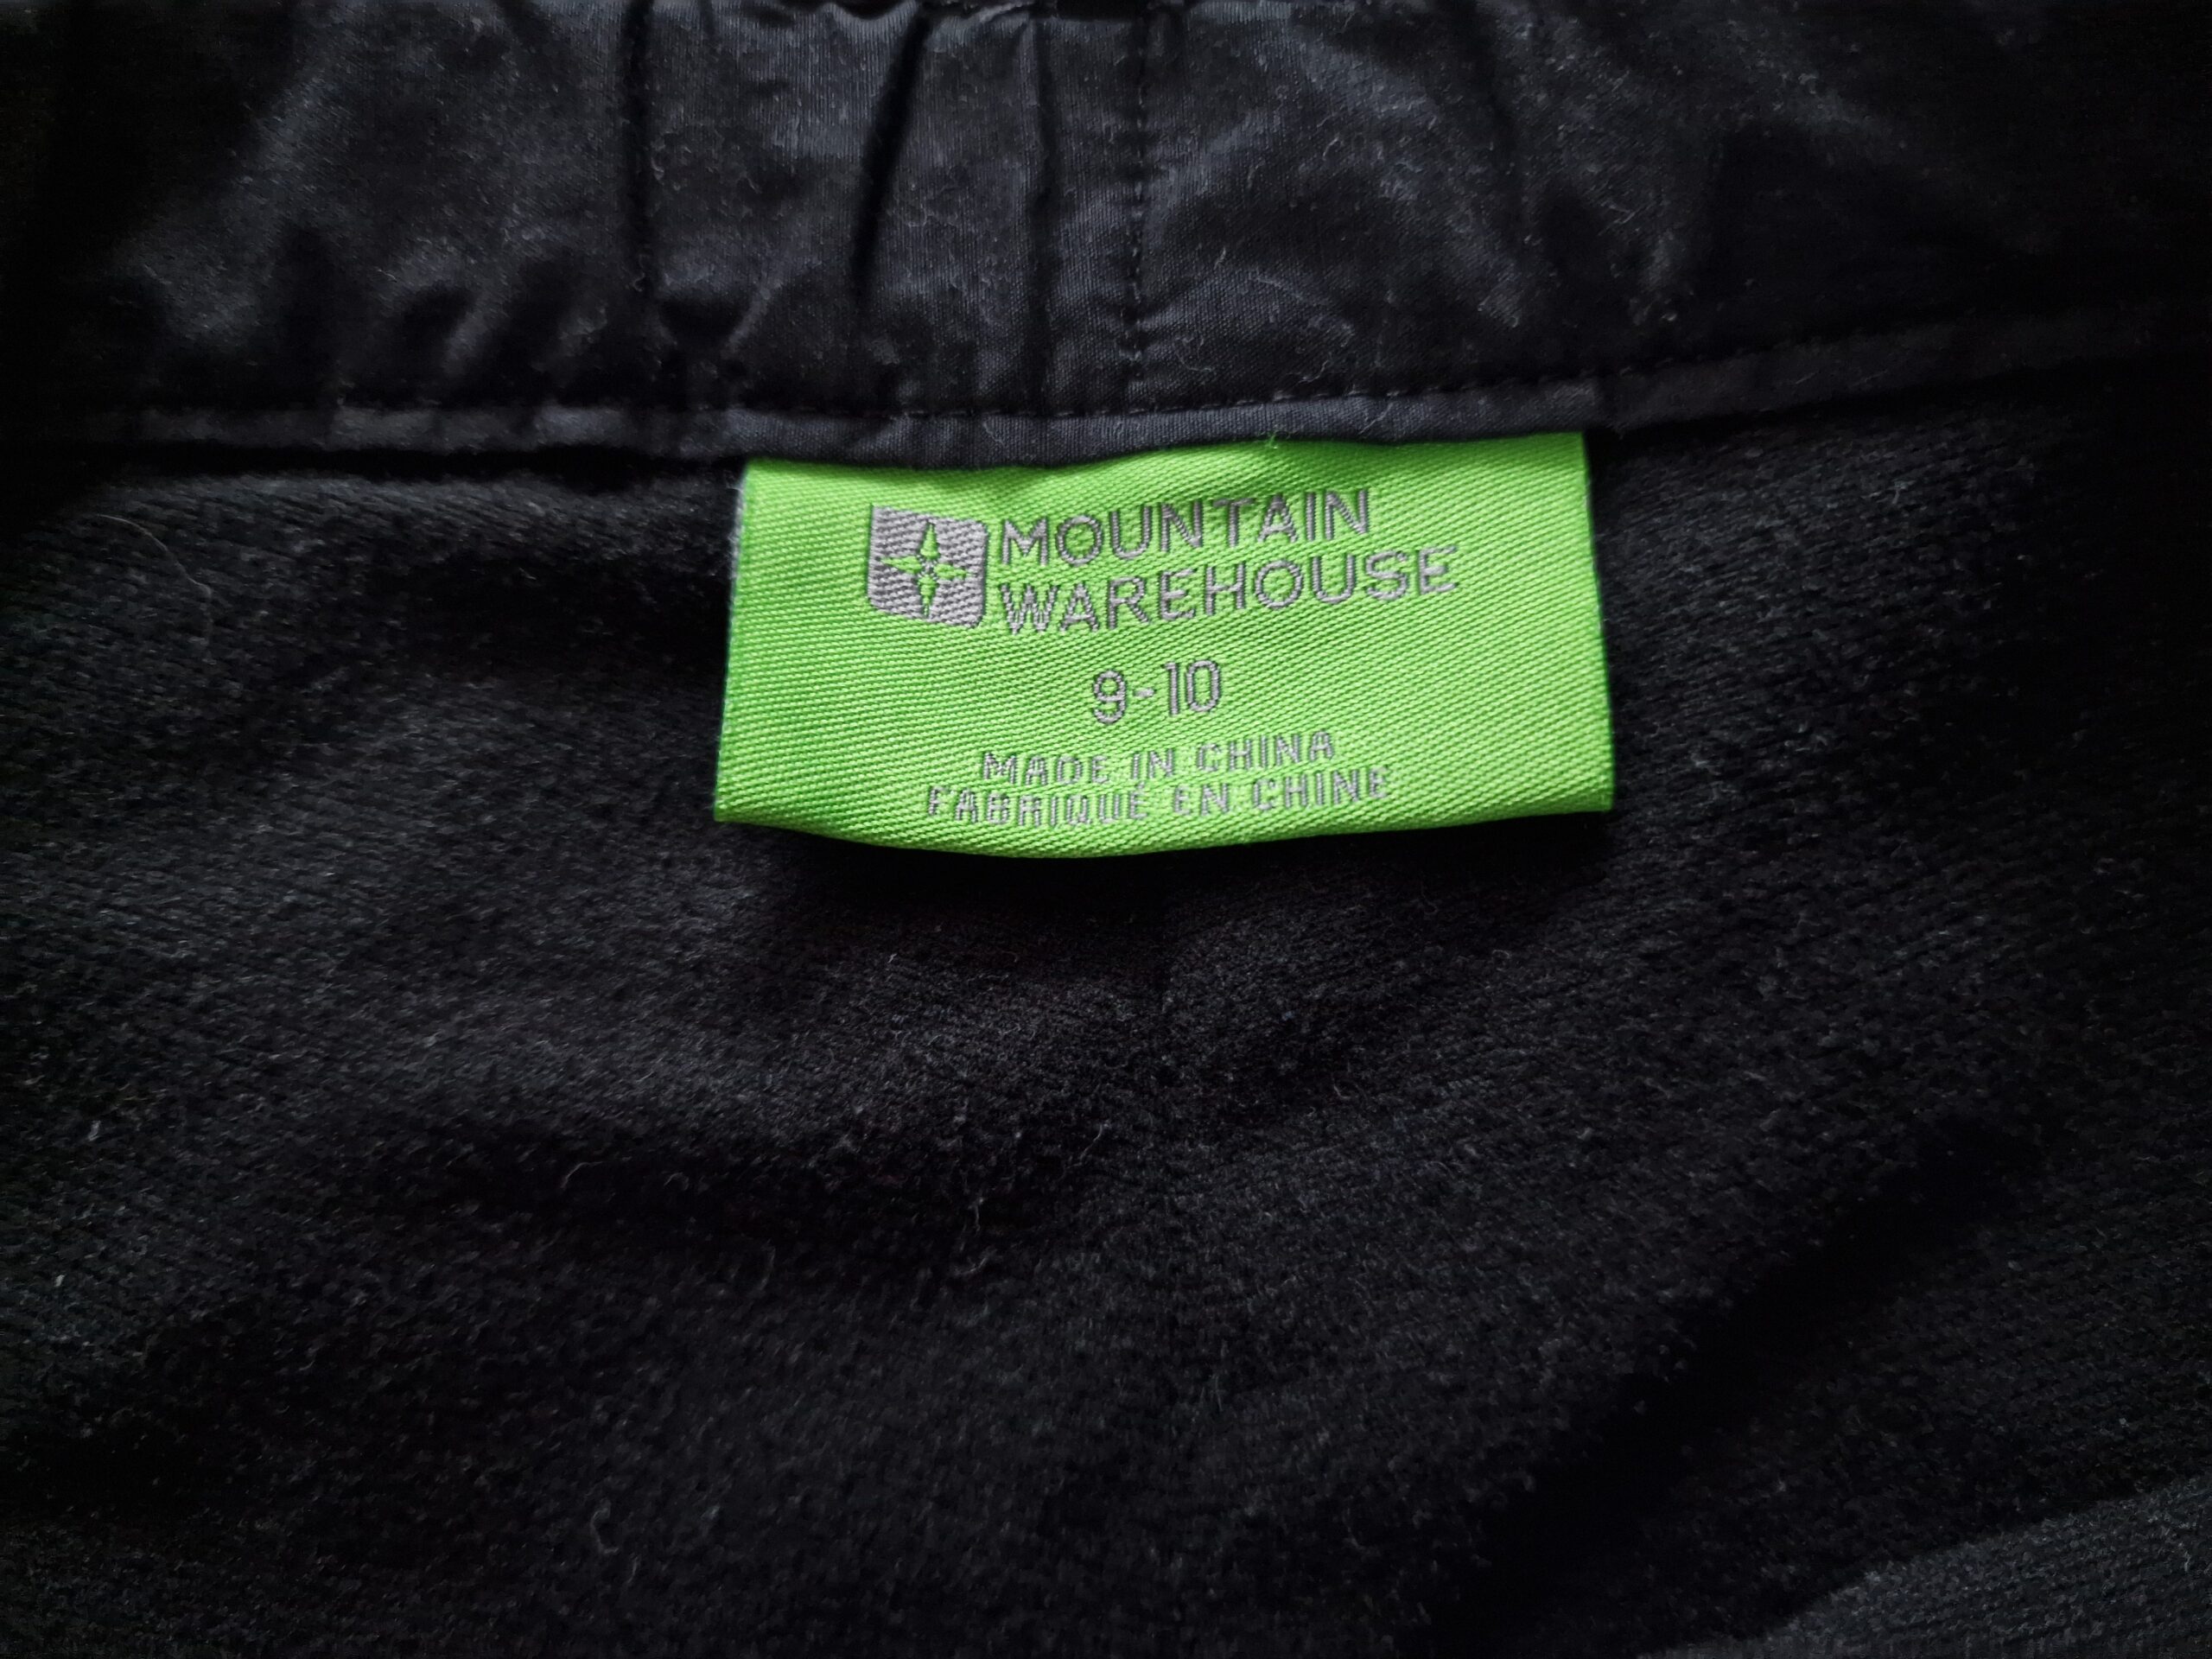 MOUNTAIN
WAREHOUSE
9-10
MADE IN CHINA
FABRIQUÉ EN CHINE